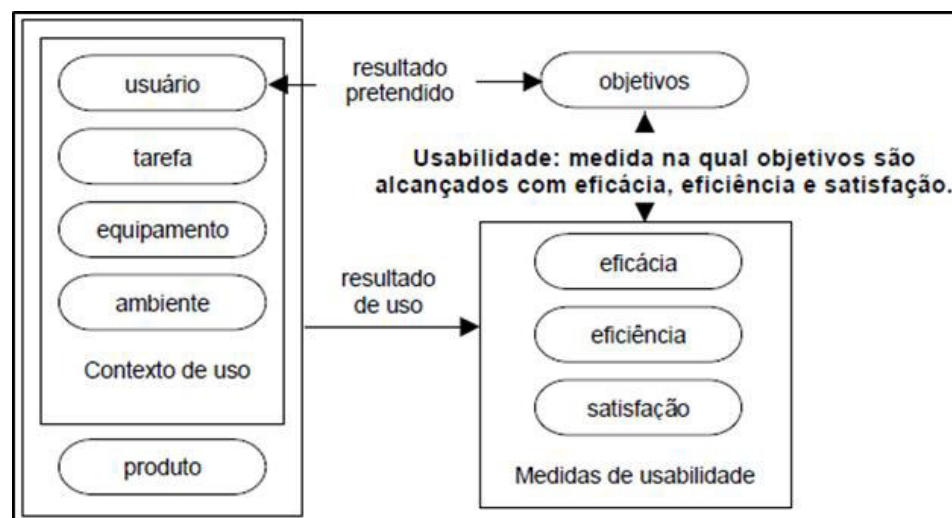 usuário
tarefa
equipamento
ambiente
Contexto de uso
produto
resultado
pretendido
objetivos
Usabilidade: medida na qual objetivos são
alcançados com eficácia, eficiência e satisfação.
resultado
de uso
eficácia
eficiência
satisfação
Medidas de usabilidade